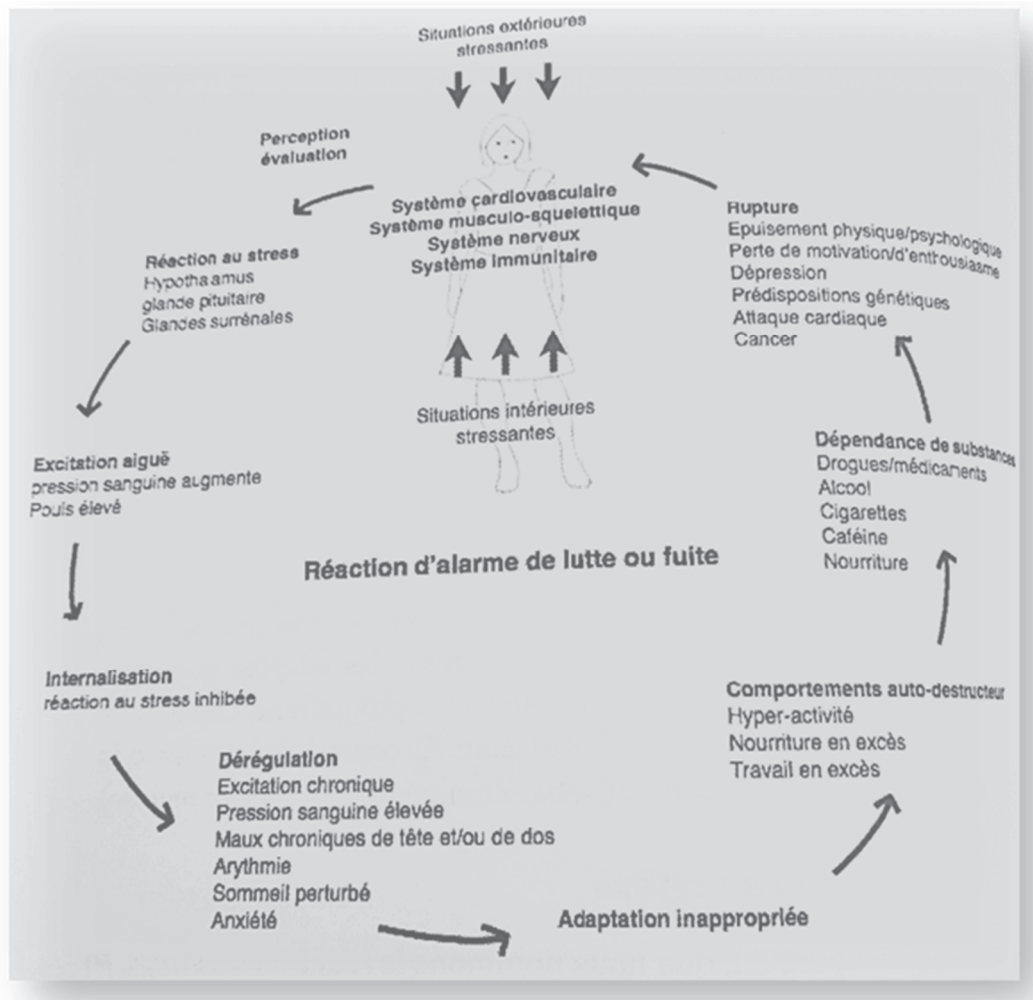 Situations extérieures
stressantes
Perception
évaluation
Système cardiovasculaire
Système musculo-squelettique
Système nerveux
Système immunitaire
Réaction au stress
Hypothaamus
glande pituitaire
Glandes surrénales
Situations intérieures
stressantes
Excitation aiguë
pression sanguine augmente
Pouls élevé
Réaction d'alarme de lutte ou fuite
Internalisation
réaction au stress inhibée
Dérégulation
Excitation chronique
Pression sanguine élevée
Maux chroniques de tête et/ou de dos
Arythmie
Sommeil perturbé
Anxiété
Adaptation inappropriée
Comportements auto-destructeur
Hyper-activité
Nourriture en excès
Travail en excès
Dépendance de substances
Drogues/médicaments
Alcool
Cigarettes
Caféine
Nourriture
Rupture
Epuisement physique/psychologique
Perte de motivation/d'enthousiasme
Dépression
Prédispositions génétiques
Attaque cardiaque
Cancer